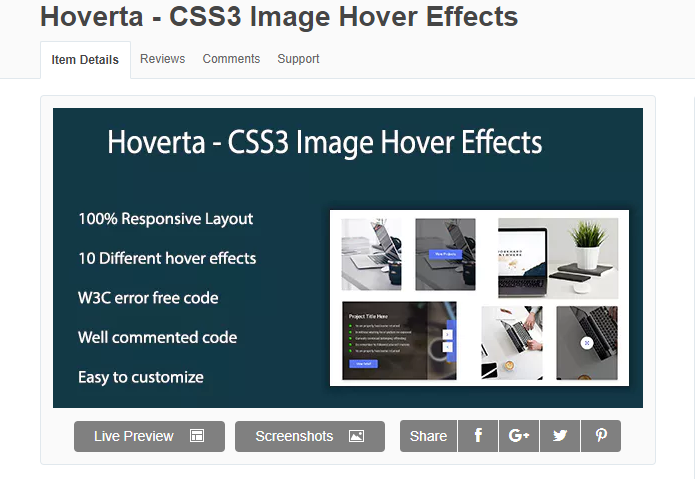 Hoverta - CSS3 Image Hover Effects
Item Details Reviews Comments Support
Hoverta - CSS3 Image Hover Effects
100% Responsive Layout
10 Different hover effects
W3C error free code
Well commented code
Easy to customize
View Projects
Project Title Here
Live Preview Screenshots Share f G+